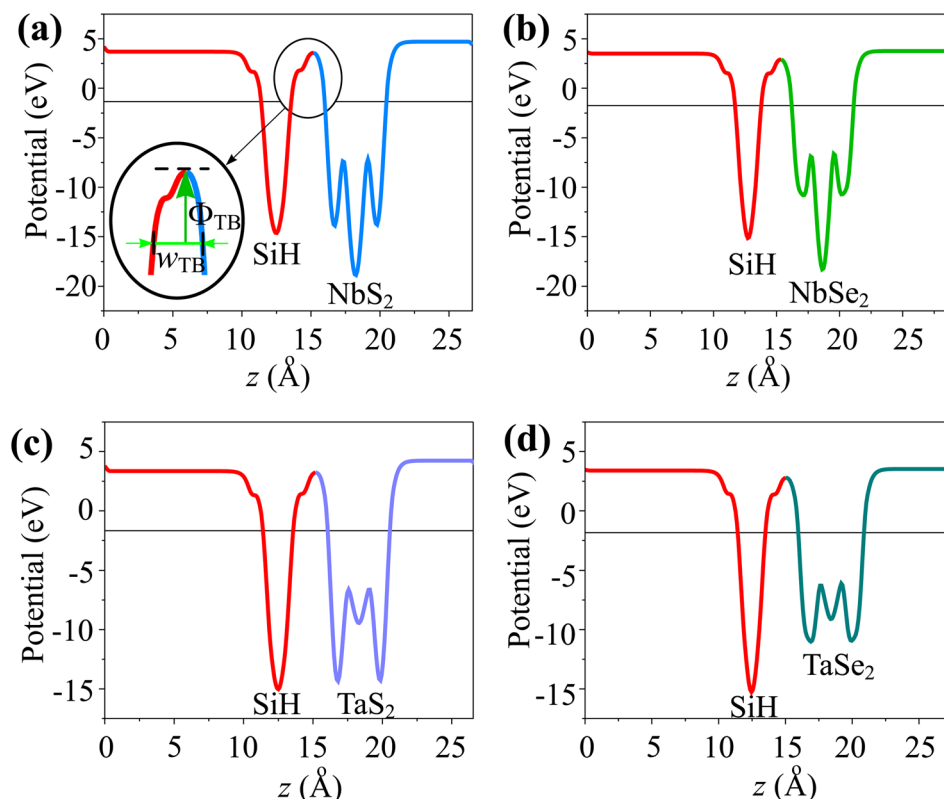 (a)
Potential (eV)
5
0
-5
-10
-15
-20
Φ_TB
w_TB
SiH
NbS₂
0 5 10 15 20 25
z (Å)
(b)
Potential (eV)
5
0
-5
-10
-15
-20
SiH
NbSe₂
0 5 10 15 20 25
z (Å)
(c)
Potential (eV)
5
0
-5
-10
-15
SiH
TaS₂
0 5 10 15 20 25
z (Å)
(d)
Potential (eV)
5
0
-5
-10
-15
TaSe₂
SiH
0 5 10 15 20 25
z (Å)